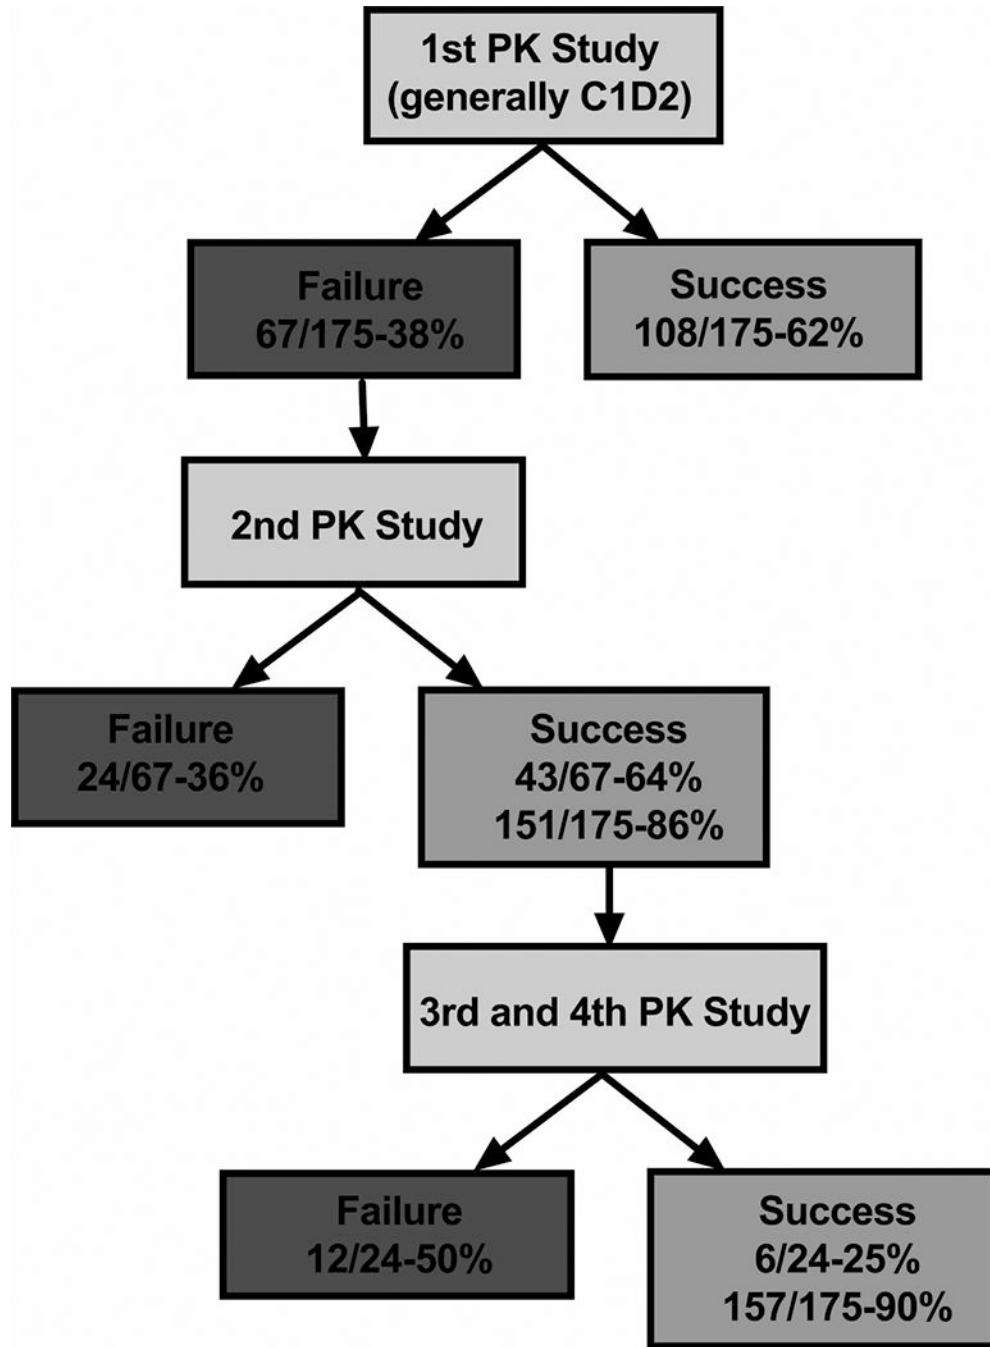 1st PK Study
(generally C1D2)
Failure
67/175-38%
Success
108/175-62%
2nd PK Study
Failure
24/67-36%
Success
43/67-64%
151/175-86%
3rd and 4th PK Study
Failure
12/24-50%
Success
6/24-25%
157/175-90%